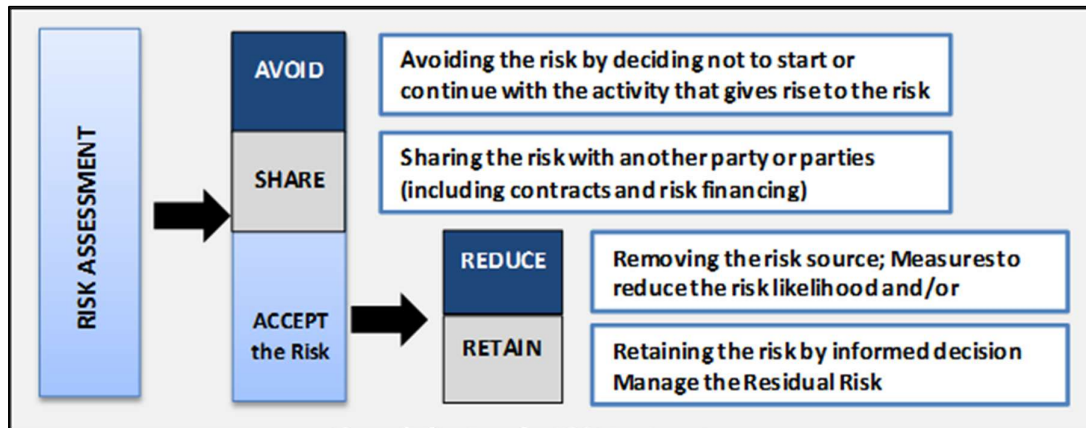 RISK ASSESSMENT
AVOID
Avoiding the risk by deciding not to start or
continue with the activity that gives rise to the risk
SHARE
Sharing the risk with another party or parties
(including contracts and risk financing)
ACCEPT
the Risk
REDUCE
Removing the risk source; Measures to
reduce the risk likelihood and/or
RETAIN
Retaining the risk by informed decision
Manage the Residual Risk